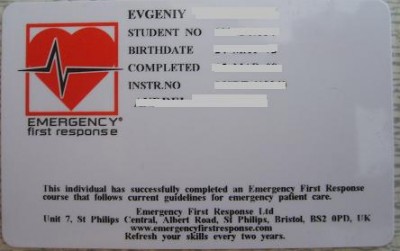 EVGENIY
STUDENT NO
BIRTHDATE
COMPLETED
INSTR.NO
EMERGENCY®
first response
This individual has successfully completed an Emergency First Response
course that follows current guidelines for emergency patient care.
Emergency First Response Ltd
Unit 7, St Philips Central, Albert Road, St Philips, Bristol, BS2 0PD, UK
www.emergencyfirstresponse.com
Refresh your skills every two years.